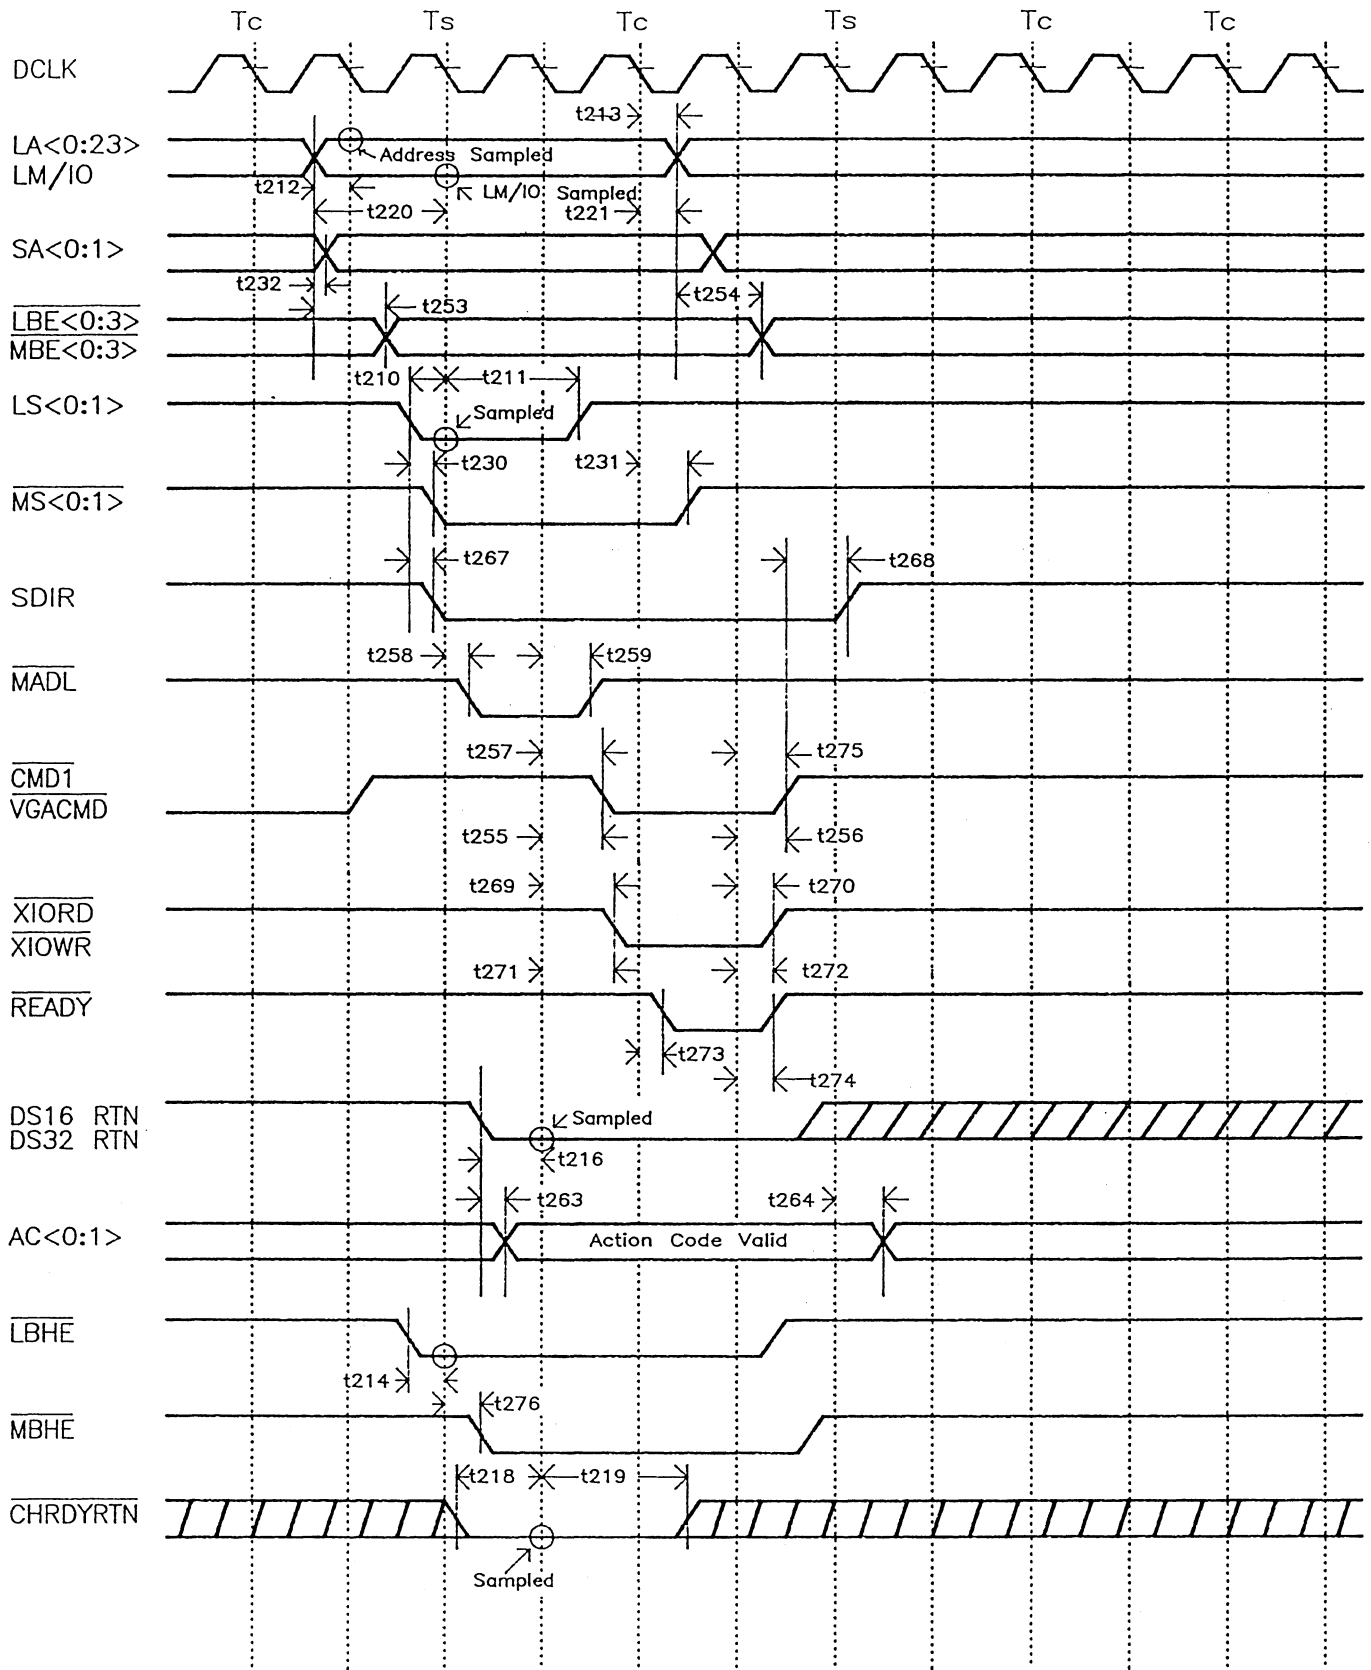 Tc Ts Tc Ts Tc Tc
DCLK
t213
LA<0:23>
Address Sampled
LM/IO
t212
LM/IO Sampled
t220
t221
SA<0:1>
t232
t253
t254
LBE<0:3>
MBE<0:3>
t210
t211
LS<0:1>
Sampled
t230
t231
MS<0:1>
t267
t268
SDIR
t258
t259
MADL
t257
t275
CMD1
VGACMD
t255
t256
t269
t270
XIORD
XIOWR
t271
t272
READY
t273
t274
DS16 RTN
Sampled
DS32 RTN
t216
t263
t264
AC<0:1>
Action Code Valid
LBHE
t214
t276
MBHE
t218
t219
CHRDYRTN
Sampled